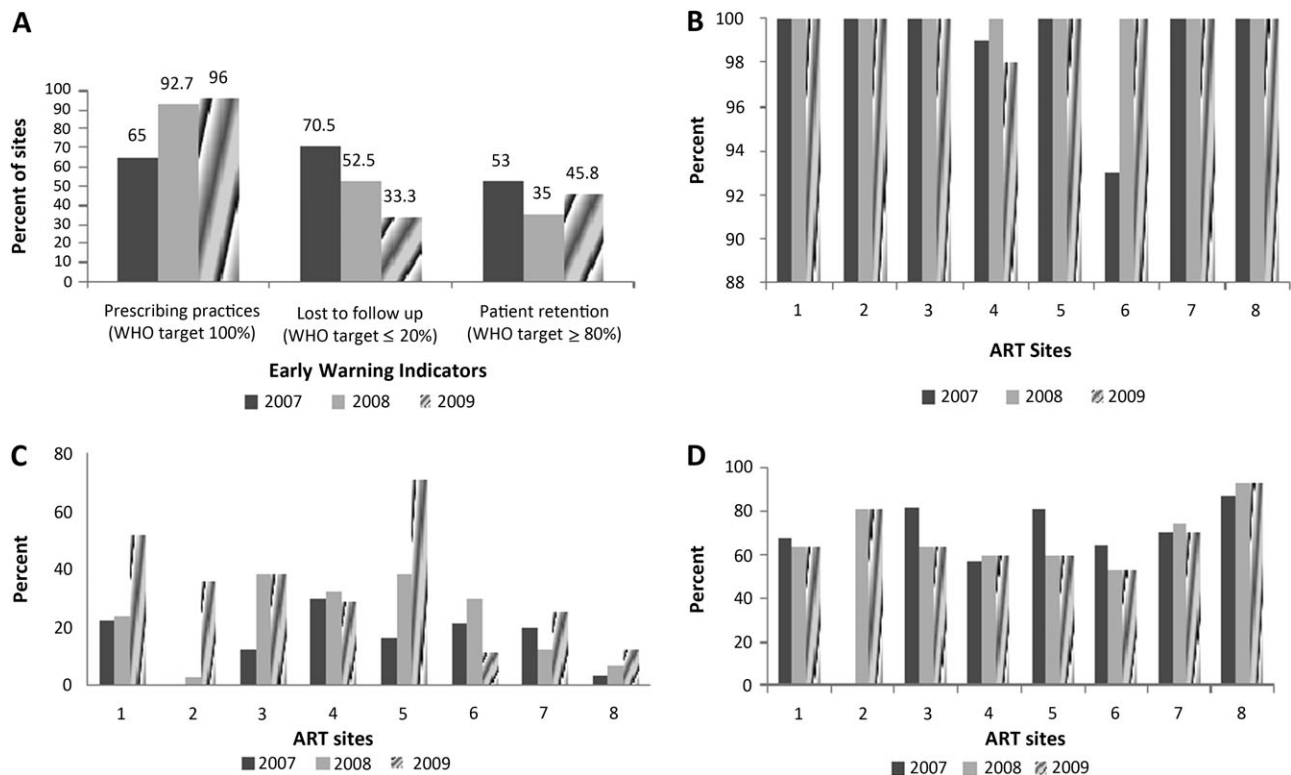 A
Percent of sites
100
90
80
70
60
50
40
30
20
10
0
65
92.7
96
70.5
52.5
33.3
53
35
45.8
Prescribing practices
(WHO target 100%)
Lost to follow up
(WHO target ≤ 20%)
Patient retention
(WHO target ≥ 80%)
Early Warning Indicators
2007 2008 2009
B
Percent
100
98
96
94
92
90
88
1 2 3 4 5 6 7 8
ART Sites
2007 2008 2009
C
Percent
80
60
40
20
0
1 2 3 4 5 6 7 8
ART sites
2007 2008 2009
D
Percent
100
80
60
40
20
0
1 2 3 4 5 6 7 8
ART sites
2007 2008 2009